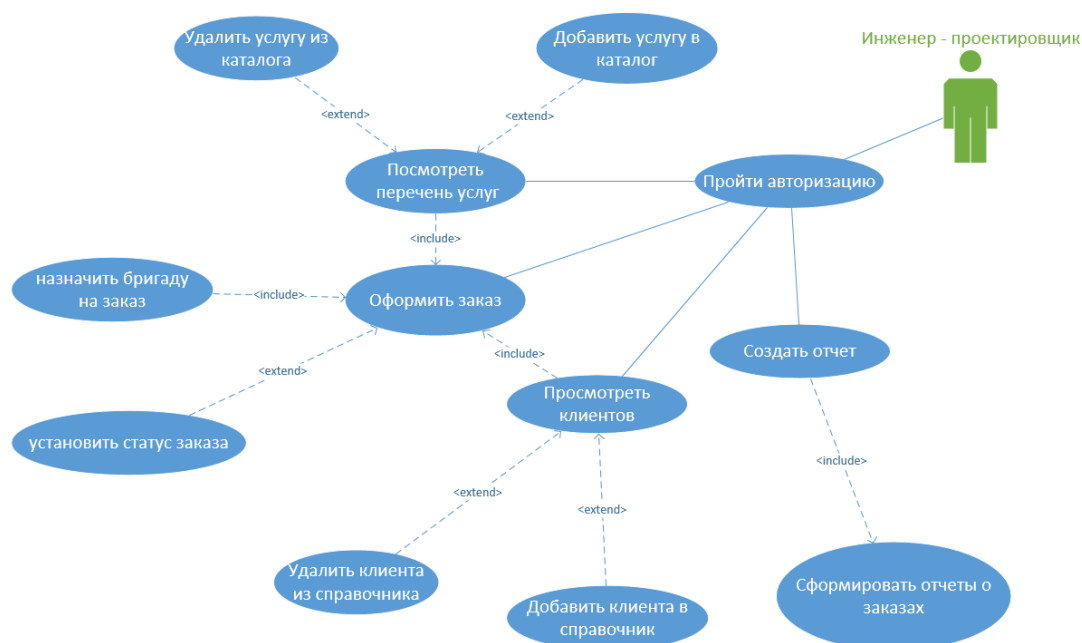 Удалить услугу из
каталога
Добавить услугу в
каталог
Инженер - проектировщик
<extend>
<extend>
Посмотреть
перечень услуг
Пройти авторизацию
<include>
назначить бригаду
на заказ
<include>
Оформить заказ
<include>
Создать отчет
<extend>
Просмотреть
клиентов
установить статус заказа
<include>
<extend>
<extend>
Удалить клиента
из справочника
Добавить клиента в
справочник
Сформировать отчеты о
заказах